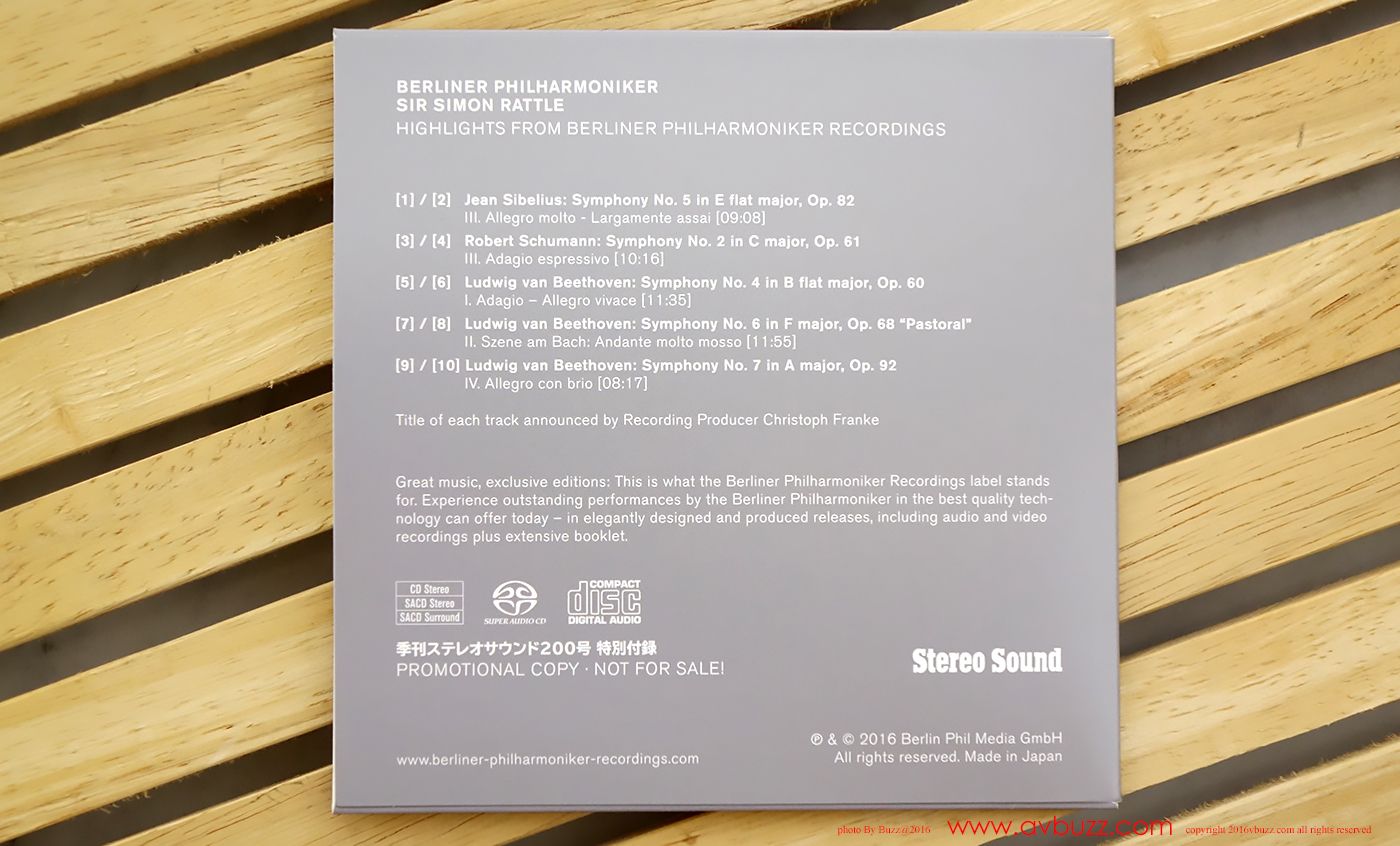 BERLINER PHILHARMONIKER
SIR SIMON RATTLE
HIGHLIGHTS FROM BERLINER PHILHARMONIKER RECORDINGS
[1] / [2] Jean Sibelius: Symphony No. 5 in E flat major, Op. 82
III. Allegro molto - Largamente assai [09:08]
[3] / [4] Robert Schumann: Symphony No. 2 in C major, Op. 61
III. Adagio espressivo [10:16]
[5] / [6] Ludwig van Beethoven: Symphony No. 4 in B flat major, Op. 60
I. Adagio – Allegro vivace [11:35]
[7] / [8] Ludwig van Beethoven: Symphony No. 6 in F major, Op. 68 "Pastoral"
II. Szene am Bach: Andante molto mosso [11:55]
[9] / [10] Ludwig van Beethoven: Symphony No. 7 in A major, Op. 92
IV. Allegro con brio [08:17]
Title of each track announced by Recording Producer Christoph Franke
Great music, exclusive editions: This is what the Berliner Philharmoniker Recordings label stands
for. Experience outstanding performances by the Berliner Philharmoniker in the best quality tech-
nology can offer today – in elegantly designed and produced releases, including audio and video
recordings plus extensive booklet.
CD Stereo
SACD Stereo
SACD Surround
SUPER AUDIO CD
COMPACT
disc
DIGITAL AUDIO
季刊ステレオサウンド200号 特別付録
PROMOTIONAL COPY · NOT FOR SALE!
Stereo Sound
℗ & © 2016 Berlin Phil Media GmbH
All rights reserved. Made in Japan
www.berliner-philharmoniker-recordings.com
photo By Buzz@2016 www.avbuzz.com copyright 2016vbuzz.com all rights reserved